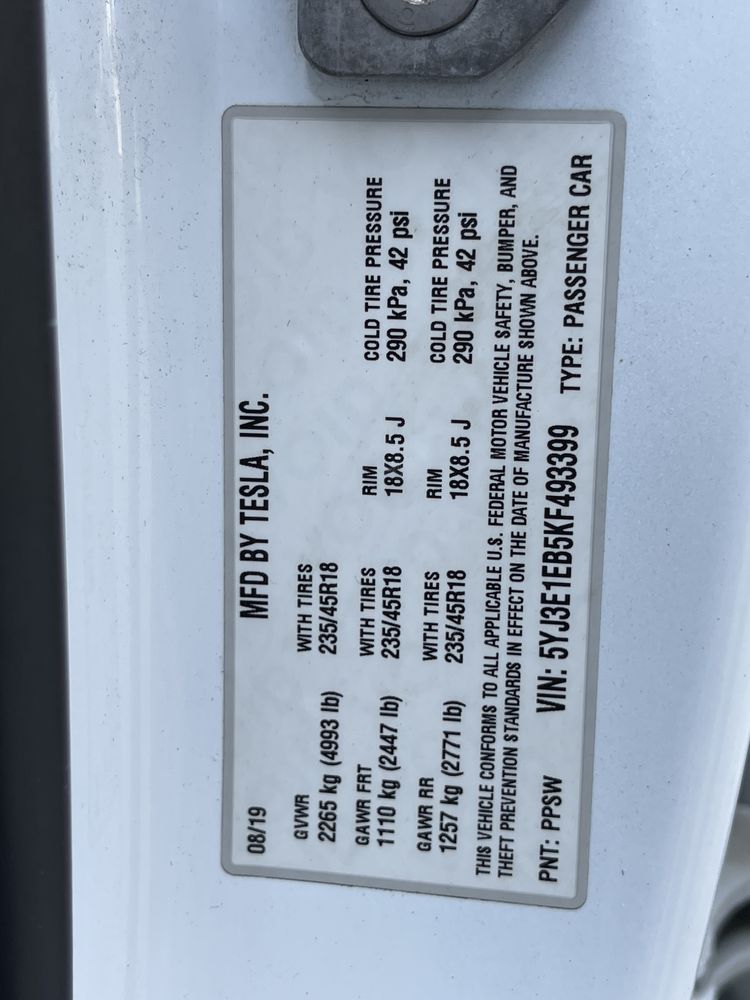 08/19 MFD BY TESLA, INC.
GVWR WITH TIRES
2265 kg (4993 lb) 235/45R18
GAWR FRT WITH TIRES RIM COLD TIRE PRESSURE
1110 kg (2447 lb) 235/45R18 18X8.5 J 290 kPa, 42 psi
GAWR RR WITH TIRES RIM COLD TIRE PRESSURE
1257 kg (2771 lb) 235/45R18 18X8.5 J 290 kPa, 42 psi
THIS VEHICLE CONFORMS TO ALL APPLICABLE U.S. FEDERAL MOTOR VEHICLE SAFETY, BUMPER, AND
THEFT PREVENTION STANDARDS IN EFFECT ON THE DATE OF MANUFACTURE SHOWN ABOVE.
PNT: PPSW VIN: 5YJ3E1EB5KF493399 TYPE: PASSENGER CAR